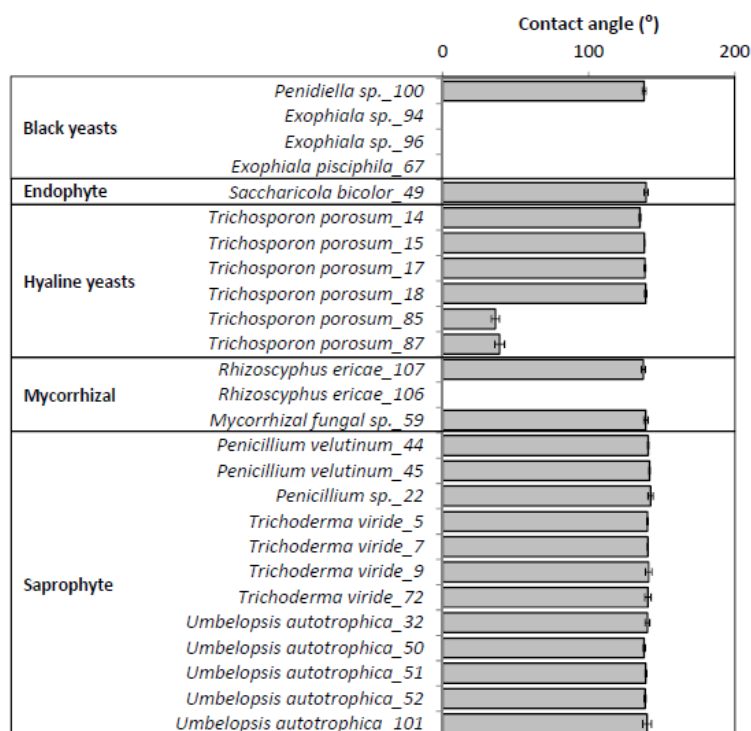 Contact angle (º)
0 100 200
Black yeasts
Penidiella sp._100
Exophiala sp._94
Exophiala sp._96
Exophiala pisciphila_67
Endophyte
Saccharicola bicolor_49
Hyaline yeasts
Trichosporon porosum_14
Trichosporon porosum_15
Trichosporon porosum_17
Trichosporon porosum_18
Trichosporon porosum_85
Trichosporon porosum_87
Mycorrhizal
Rhizoscyphus ericae_107
Rhizoscyphus ericae_106
Mycorrhizal fungal sp._59
Saprophyte
Penicillium velutinum_44
Penicillium velutinum_45
Penicillium sp._22
Trichoderma viride_5
Trichoderma viride_7
Trichoderma viride_9
Trichoderma viride_72
Umbelopsis autotrophica_32
Umbelopsis autotrophica_50
Umbelopsis autotrophica_51
Umbelopsis autotrophica_52
Umbelopsis autotrophica_101